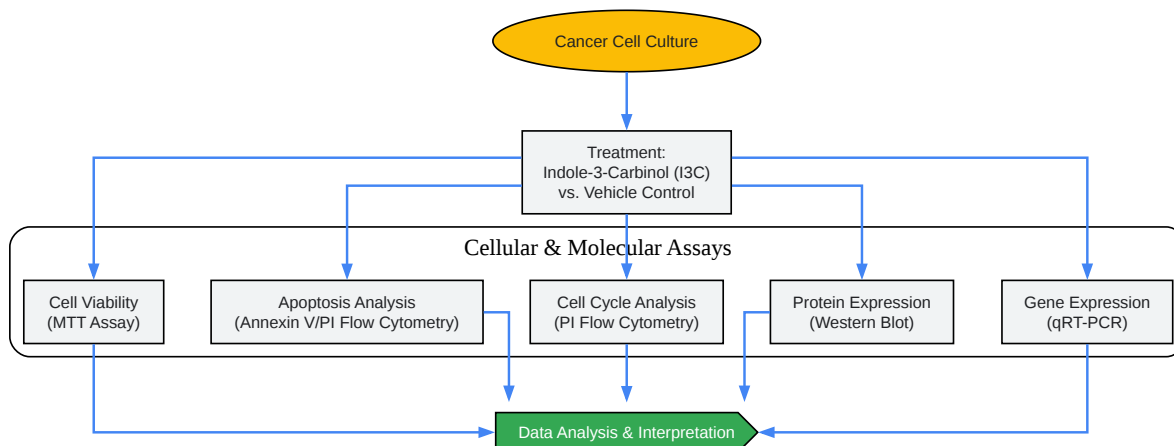 Cancer Cell Culture
Treatment:
Indole-3-Carbinol (I3C)
vs. Vehicle Control
Cellular & Molecular Assays
Cell Viability
(MTT Assay)
Apoptosis Analysis
(Annexin V/PI Flow Cytometry)
Cell Cycle Analysis
(PI Flow Cytometry)
Protein Expression
(Western Blot)
Gene Expression
(qRT-PCR)
Data Analysis & Interpretation